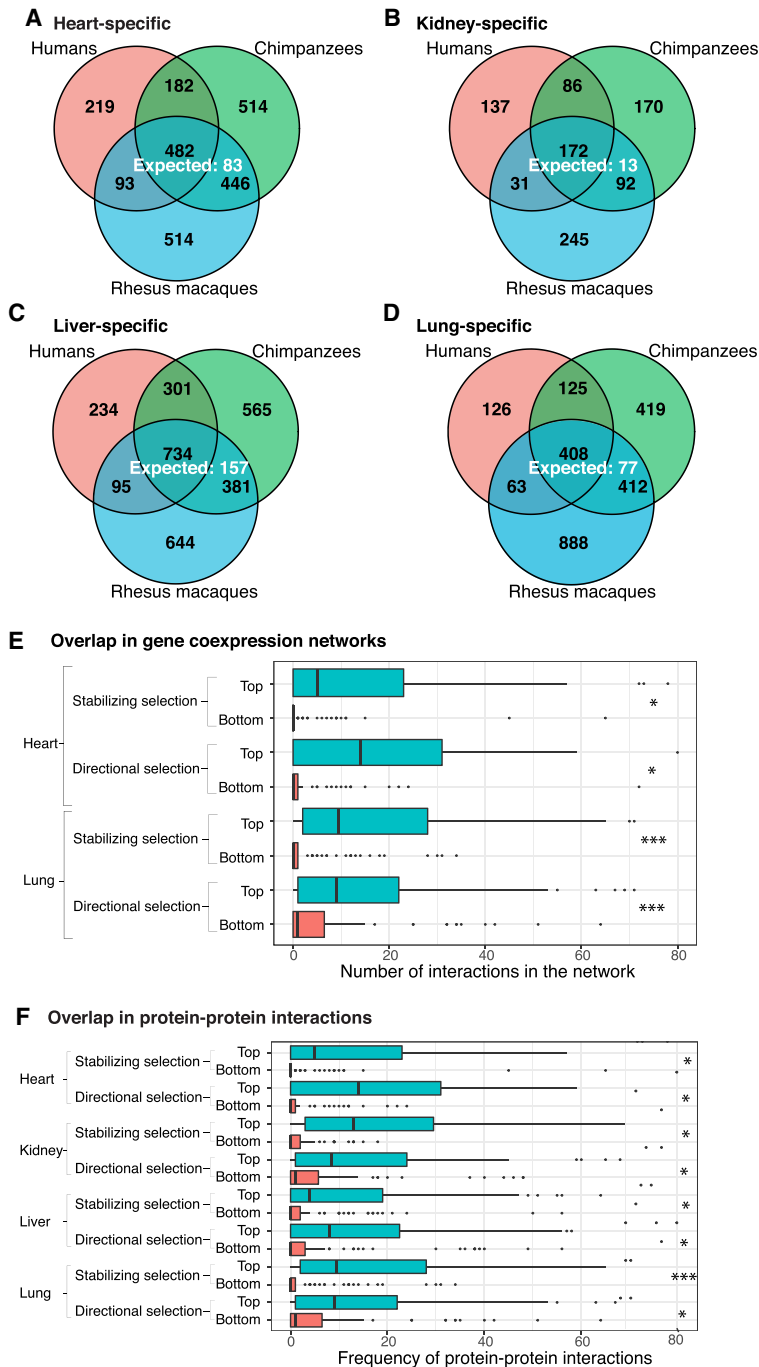 A Heart-specific
Humans
Chimpanzees
182
219
514
482
Expected: 83
93
446
514
Rhesus macaques
B Kidney-specific
Humans
Chimpanzees
86
137
170
172
Expected: 13
31
92
245
Rhesus macaques
C
Liver-specific
Humans
Chimpanzees
301
234
565
734
Expected: 157
95
381
644
Rhesus macaques
D
Lung-specific
Humans
Chimpanzees
125
126
419
408
Expected: 77
63
412
888
Rhesus macaques
E Overlap in gene coexpression networks
Heart
Stabilizing selection
Top
*
Bottom
Directional selection
Top
*
Bottom
Lung
Stabilizing selection
Top
***
Bottom
Directional selection
Top
***
Bottom
0 20 40 60 80
Number of interactions in the network
F Overlap in protein-protein interactions
Heart
Stabilizing selection
Top
*
Bottom
Directional selection
Top
*
Bottom
Kidney
Stabilizing selection
Top
*
Bottom
Directional selection
Top
*
Bottom
Liver
Stabilizing selection
Top
*
Bottom
Directional selection
Top
*
Bottom
Lung
Stabilizing selection
Top
***
Bottom
Directional selection
Top
*
Bottom
0 20 40 60 80
Frequency of protein-protein interactions